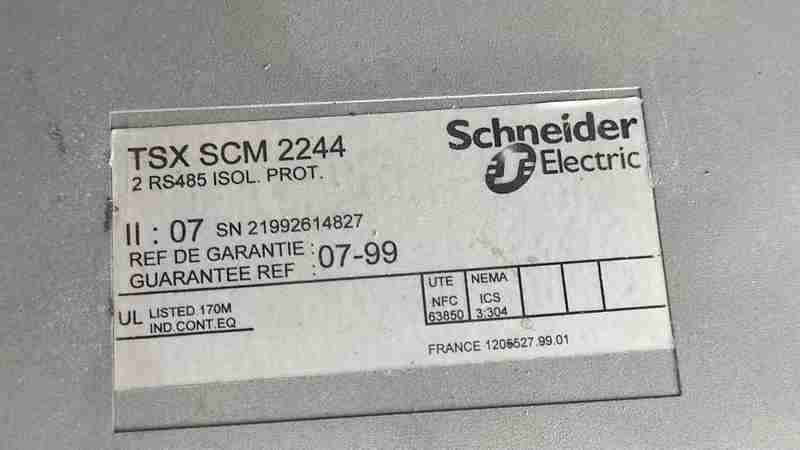 TSX SCM 2244
2 RS485 ISOL. PROT.
Schneider
Electric
II : 07 SN 21992614827
REF DE GARANTIE :
GUARANTEE REF :
07-99
UL LISTED 170M
IND.CONT.EQ
UTE
NFC
63850
NEMA
ICS
3;304
FRANCE 1205527.99.01